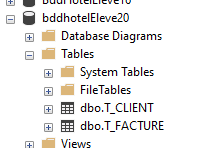 BddHotelEleve10
bddhotelEleve20
Database Diagrams
Tables
System Tables
FileTables
dbo.T_CLIENT
dbo.T_FACTURE
Views